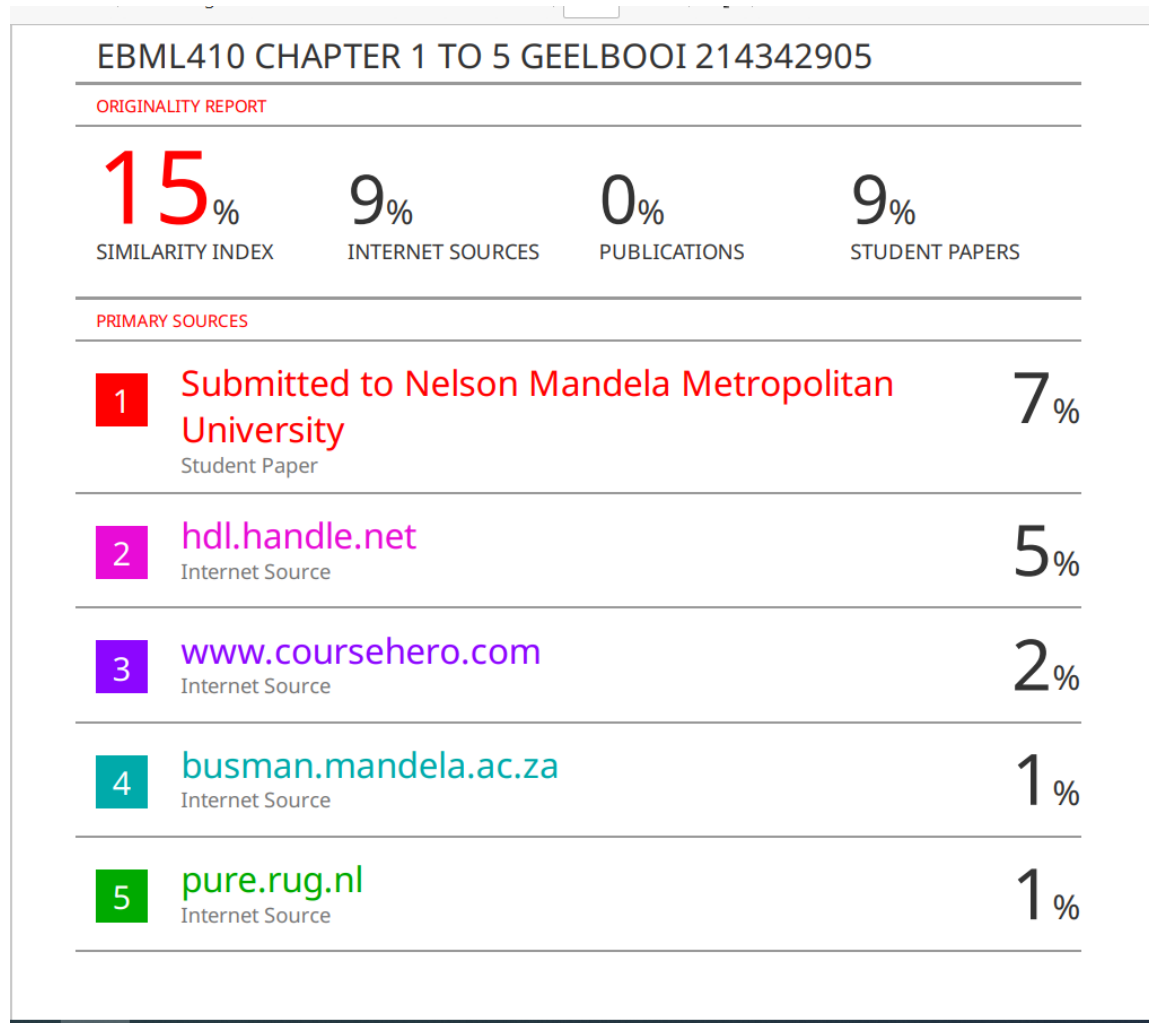 EBML410 CHAPTER 1 TO 5 GEELBOOI 214342905
ORIGINALITY REPORT
15% 9% 0% 9%
SIMILARITY INDEX INTERNET SOURCES PUBLICATIONS STUDENT PAPERS
PRIMARY SOURCES
1 Submitted to Nelson Mandela Metropolitan 7%
University
Student Paper
2 hdl.handle.net 5%
Internet Source
3 www.coursehero.com 2%
Internet Source
4 busman.mandela.ac.za 1%
Internet Source
5 pure.rug.nl 1%
Internet Source